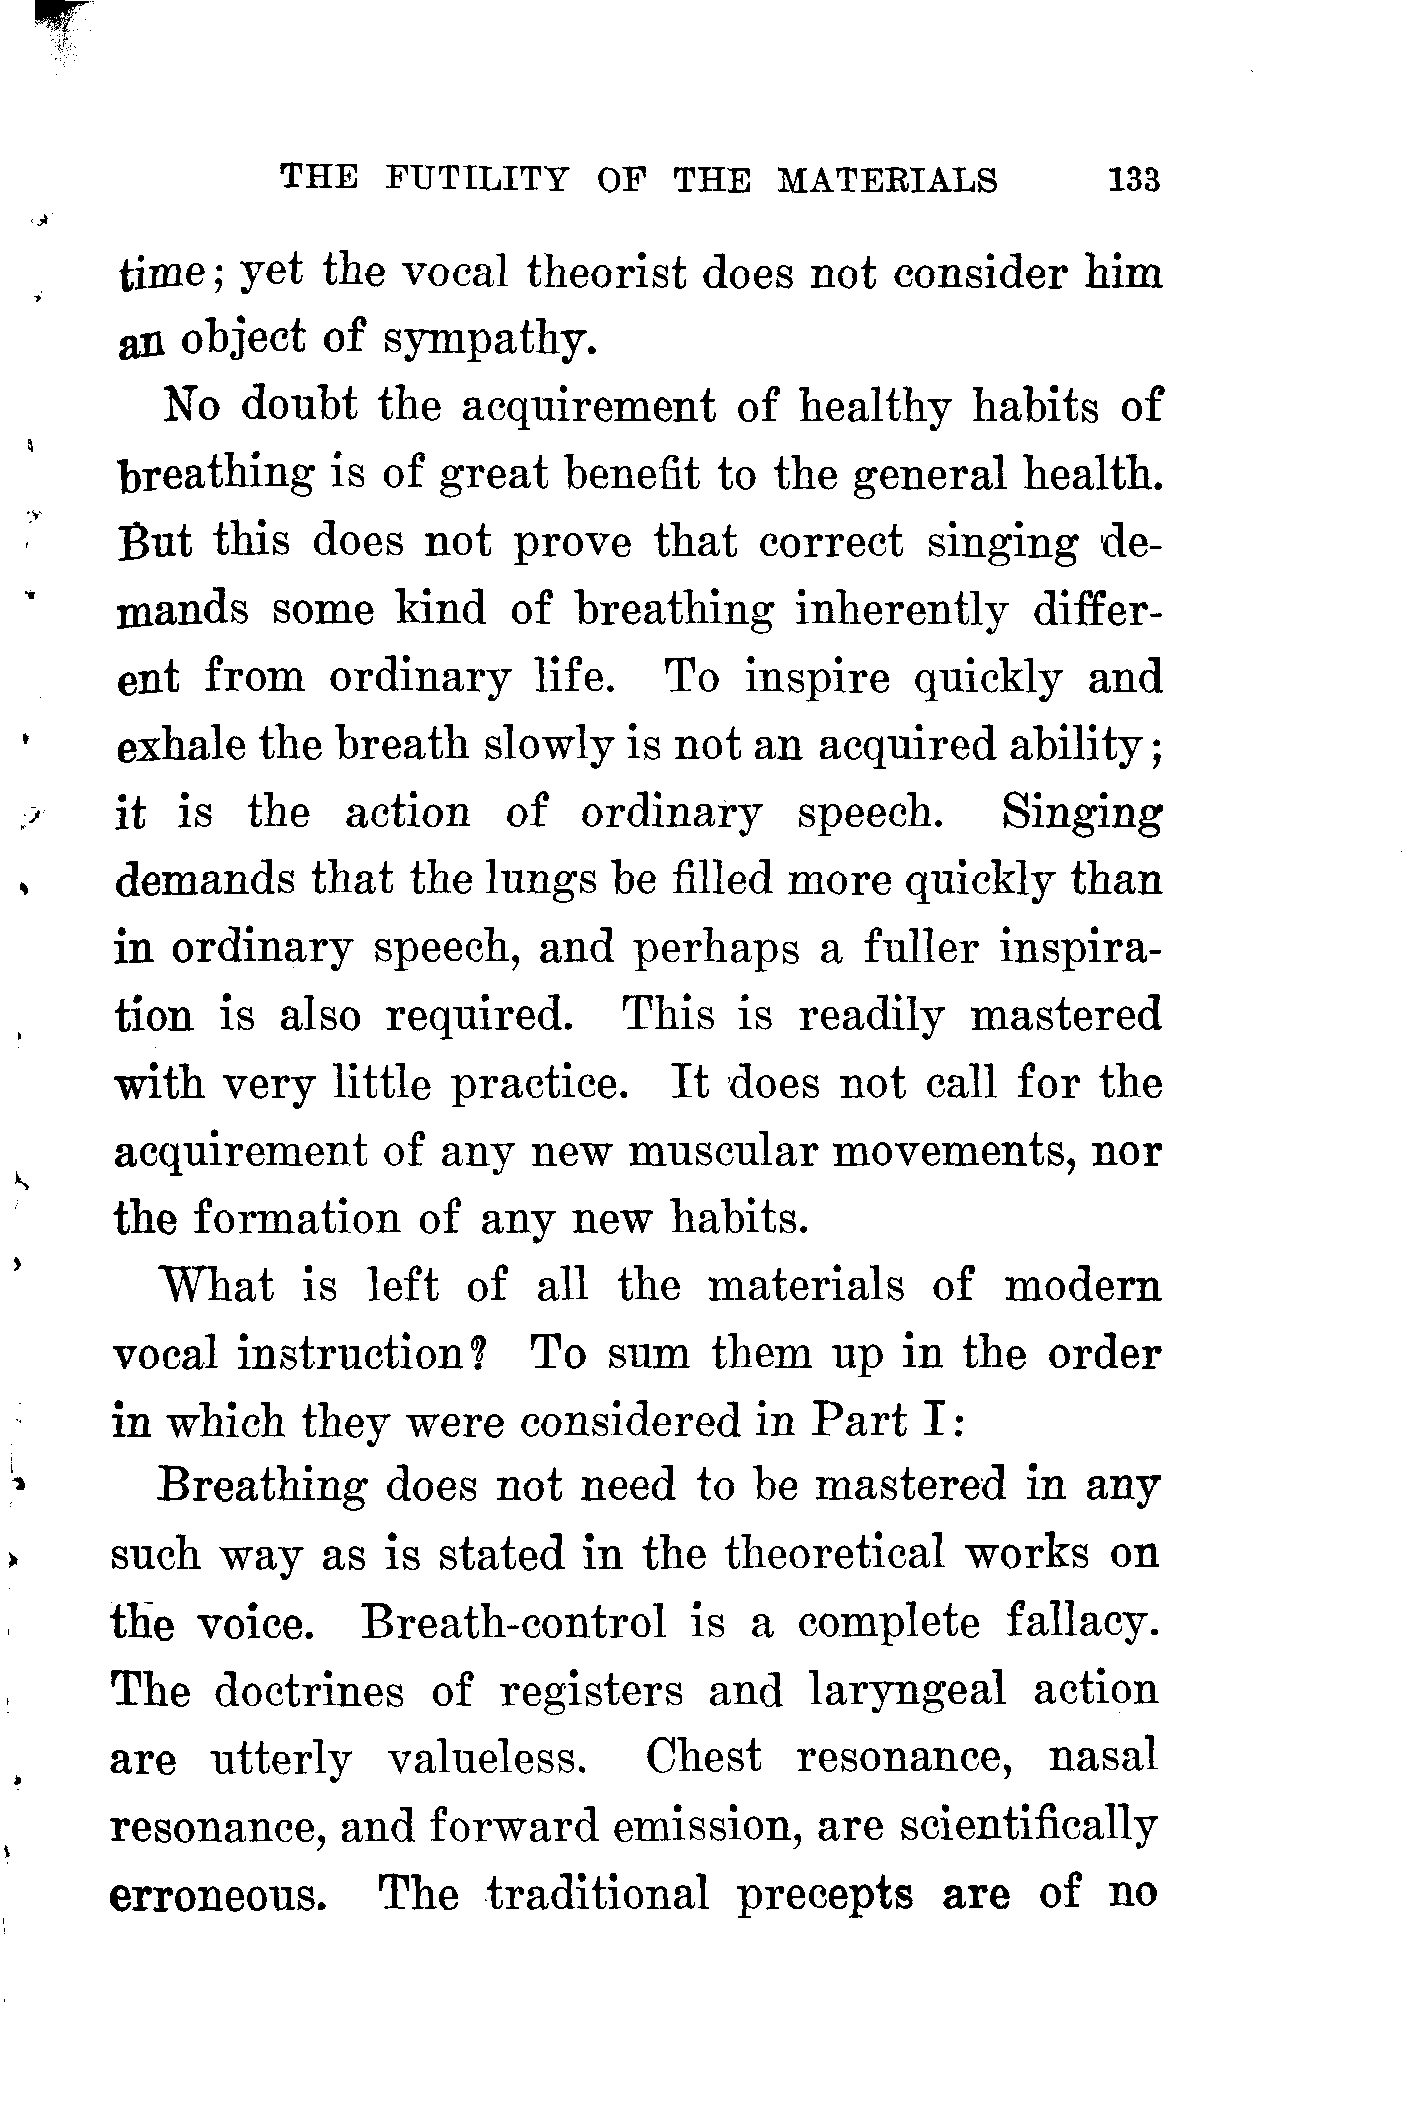 THE FUTILITY OF THE MATERIALS 133
time; yet the vocal theorist does not consider him
an object of sympathy.
No doubt the acquirement of healthy habits of
breathing is of great benefit to the general health.
But this does not prove that correct singing de-
mands some kind of breathing inherently differ-
ent from ordinary life. To inspire quickly and
exhale the breath slowly is not an acquired ability;
it is the action of ordinary speech. Singing
demands that the lungs be filled more quickly than
in ordinary speech, and perhaps a fuller inspira-
tion is also required. This is readily mastered
with very little practice. It does not call for the
acquirement of any new muscular movements, nor
the formation of any new habits.
What is left of all the materials of modern
vocal instruction? To sum them up in the order
in which they were considered in Part I:
Breathing does not need to be mastered in any
such way as is stated in the theoretical works on
the voice. Breath-control is a complete fallacy.
The doctrines of registers and laryngeal action
are utterly valueless. Chest resonance, nasal
resonance, and forward emission, are scientifically
erroneous. The traditional precepts are of no